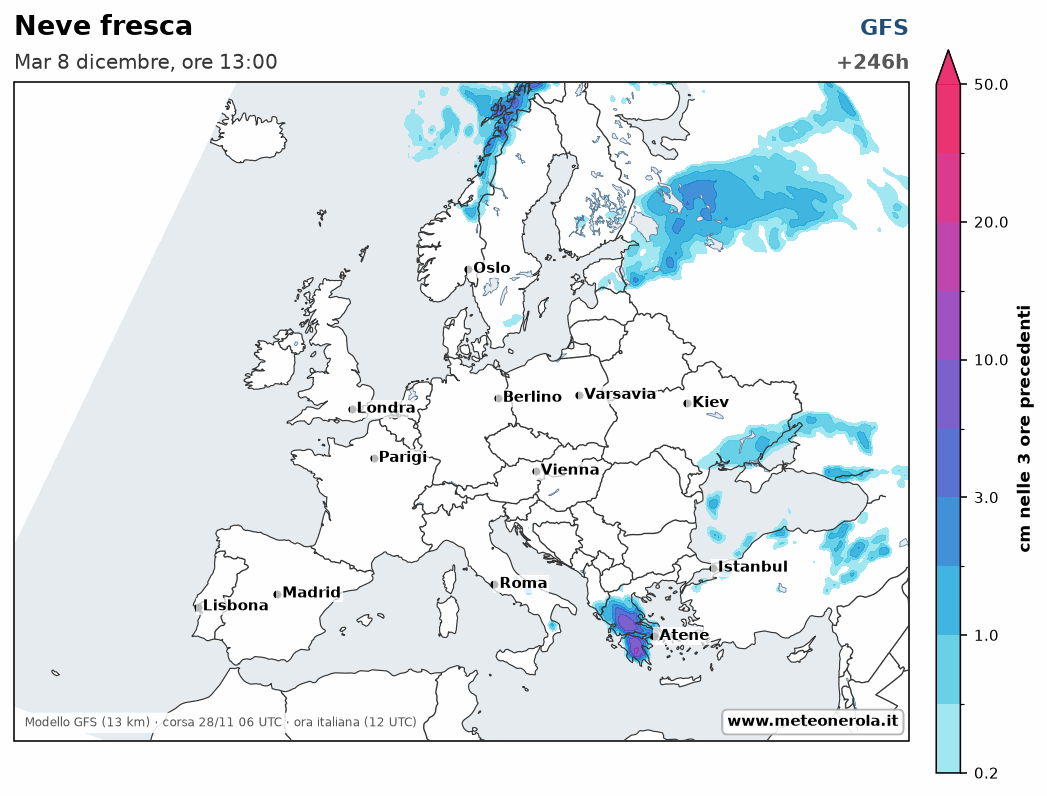 Neve fresca
GFS
Mar 8 dicembre, ore 13:00
+246h
50.0
20.0
10.0
3.0
1.0
0.2
cm nelle 3 ore precedenti
Oslo
Berlino
Varsavia
Kiev
Londra
Parigi
Vienna
Istanbul
Roma
Madrid
Lisbona
Atene
Modello GFS (13 km) · corsa 28/11 06 UTC · ora italiana (12 UTC)
www.meteonerola.it